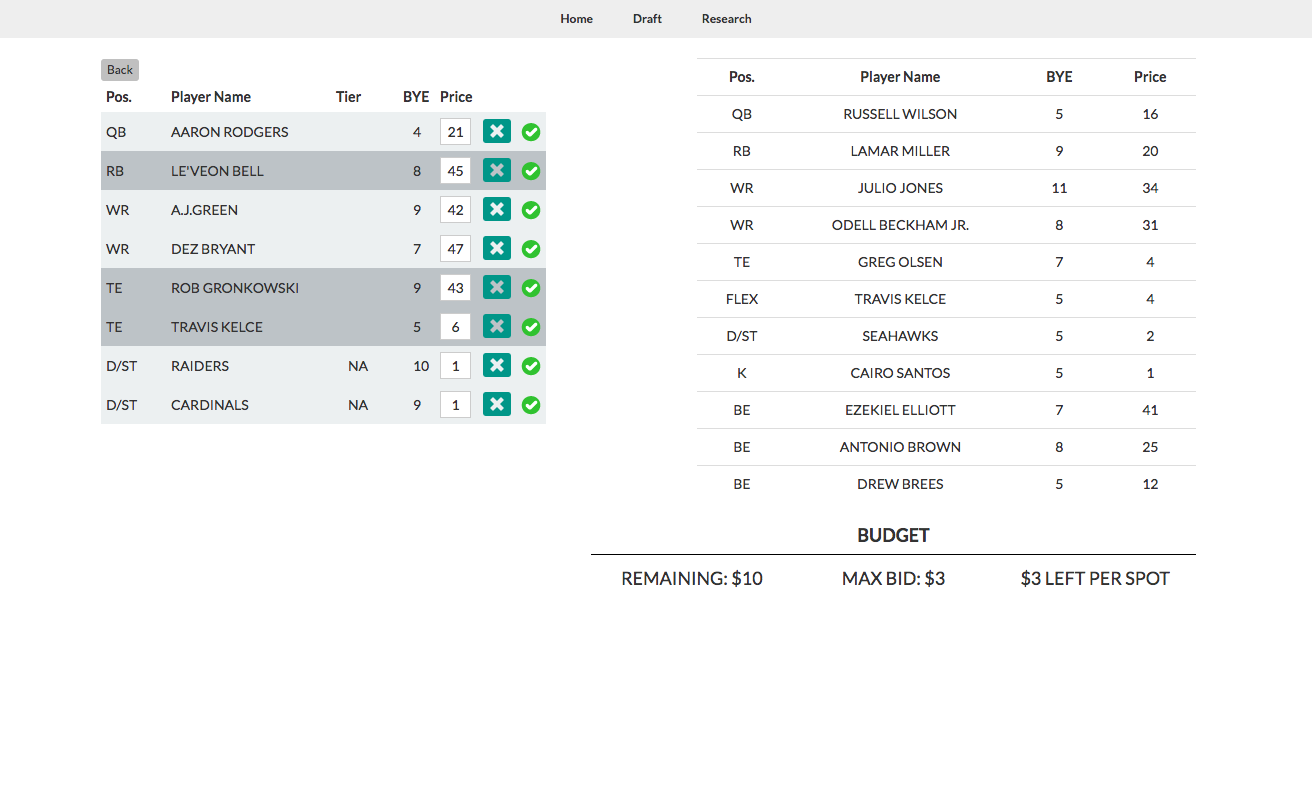 Home Draft Research
Back
Pos. Player Name Tier BYE Price
QB AARON RODGERS 4 21
RB LE'VEON BELL 8 45
WR A.J.GREEN 9 42
WR DEZ BRYANT 7 47
TE ROB GRONKOWSKI 9 43
TE TRAVIS KELCE 5 6
D/ST RAIDERS NA 10 1
D/ST CARDINALS NA 9 1
Pos. Player Name BYE Price
QB RUSSELL WILSON 5 16
RB LAMAR MILLER 9 20
WR JULIO JONES 11 34
WR ODELL BECKHAM JR. 8 31
TE GREG OLSEN 7 4
FLEX TRAVIS KELCE 5 4
D/ST SEAHAWKS 5 2
K CAIRO SANTOS 5 1
BE EZEKIEL ELLIOTT 7 41
BE ANTONIO BROWN 8 25
BE DREW BREES 5 12
BUDGET
REMAINING: $10 MAX BID: $3 $3 LEFT PER SPOT